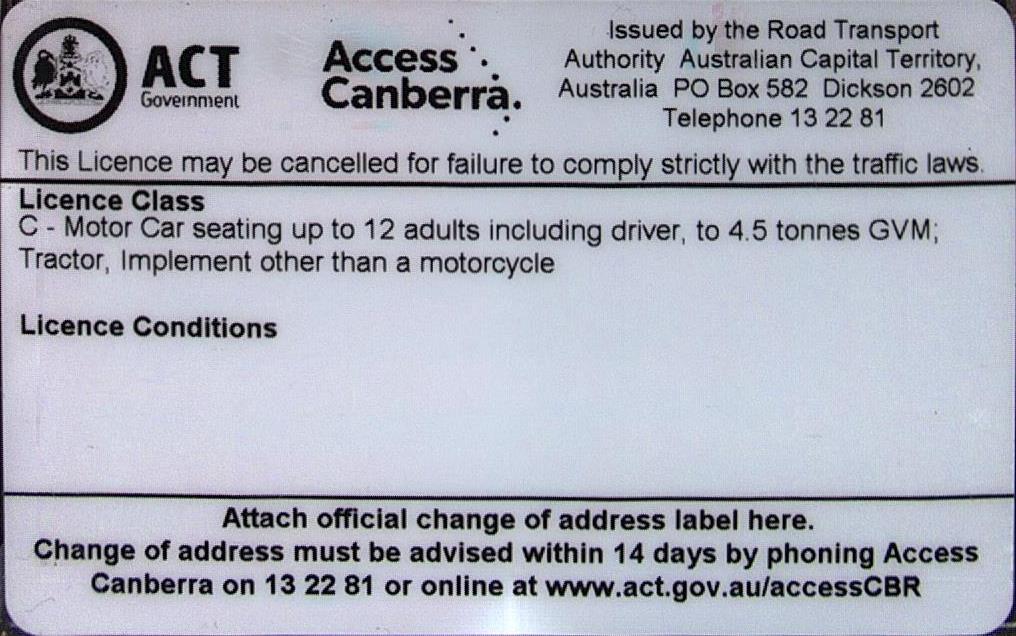 ACT
Government
Access
Canberra.
Issued by the Road Transport
Authority Australian Capital Territory,
Australia PO Box 582 Dickson 2602
Telephone 13 22 81
This Licence may be cancelled for failure to comply strictly with the traffic laws.
Licence Class
C - Motor Car seating up to 12 adults including driver, to 4.5 tonnes GVM;
Tractor, Implement other than a motorcycle
Licence Conditions
Attach official change of address label here.
Change of address must be advised within 14 days by phoning Access
Canberra on 13 22 81 or online at www.act.gov.au/accessCBR